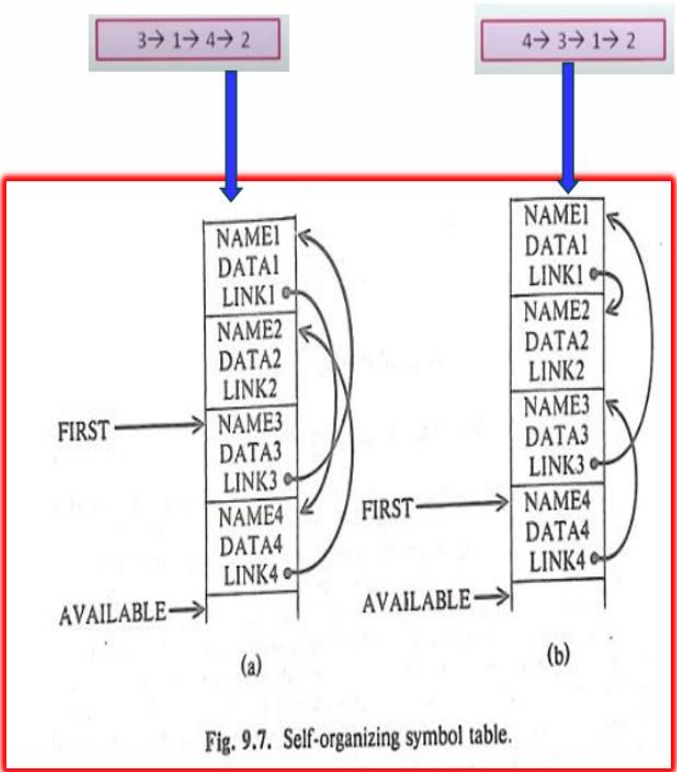 3→ 1→ 4→ 2
4→ 3→ 1→ 2
NAME1
DATA1
LINK1
NAME2
DATA2
LINK2
FIRST
NAME3
DATA3
LINK3
NAME4
DATA4
LINK4
AVAILABLE
(a)
NAME1
DATA1
LINK1
NAME2
DATA2
LINK2
NAME3
DATA3
LINK3
FIRST
NAME4
DATA4
LINK4
AVAILABLE
(b)
Fig. 9.7. Self-organizing symbol table.